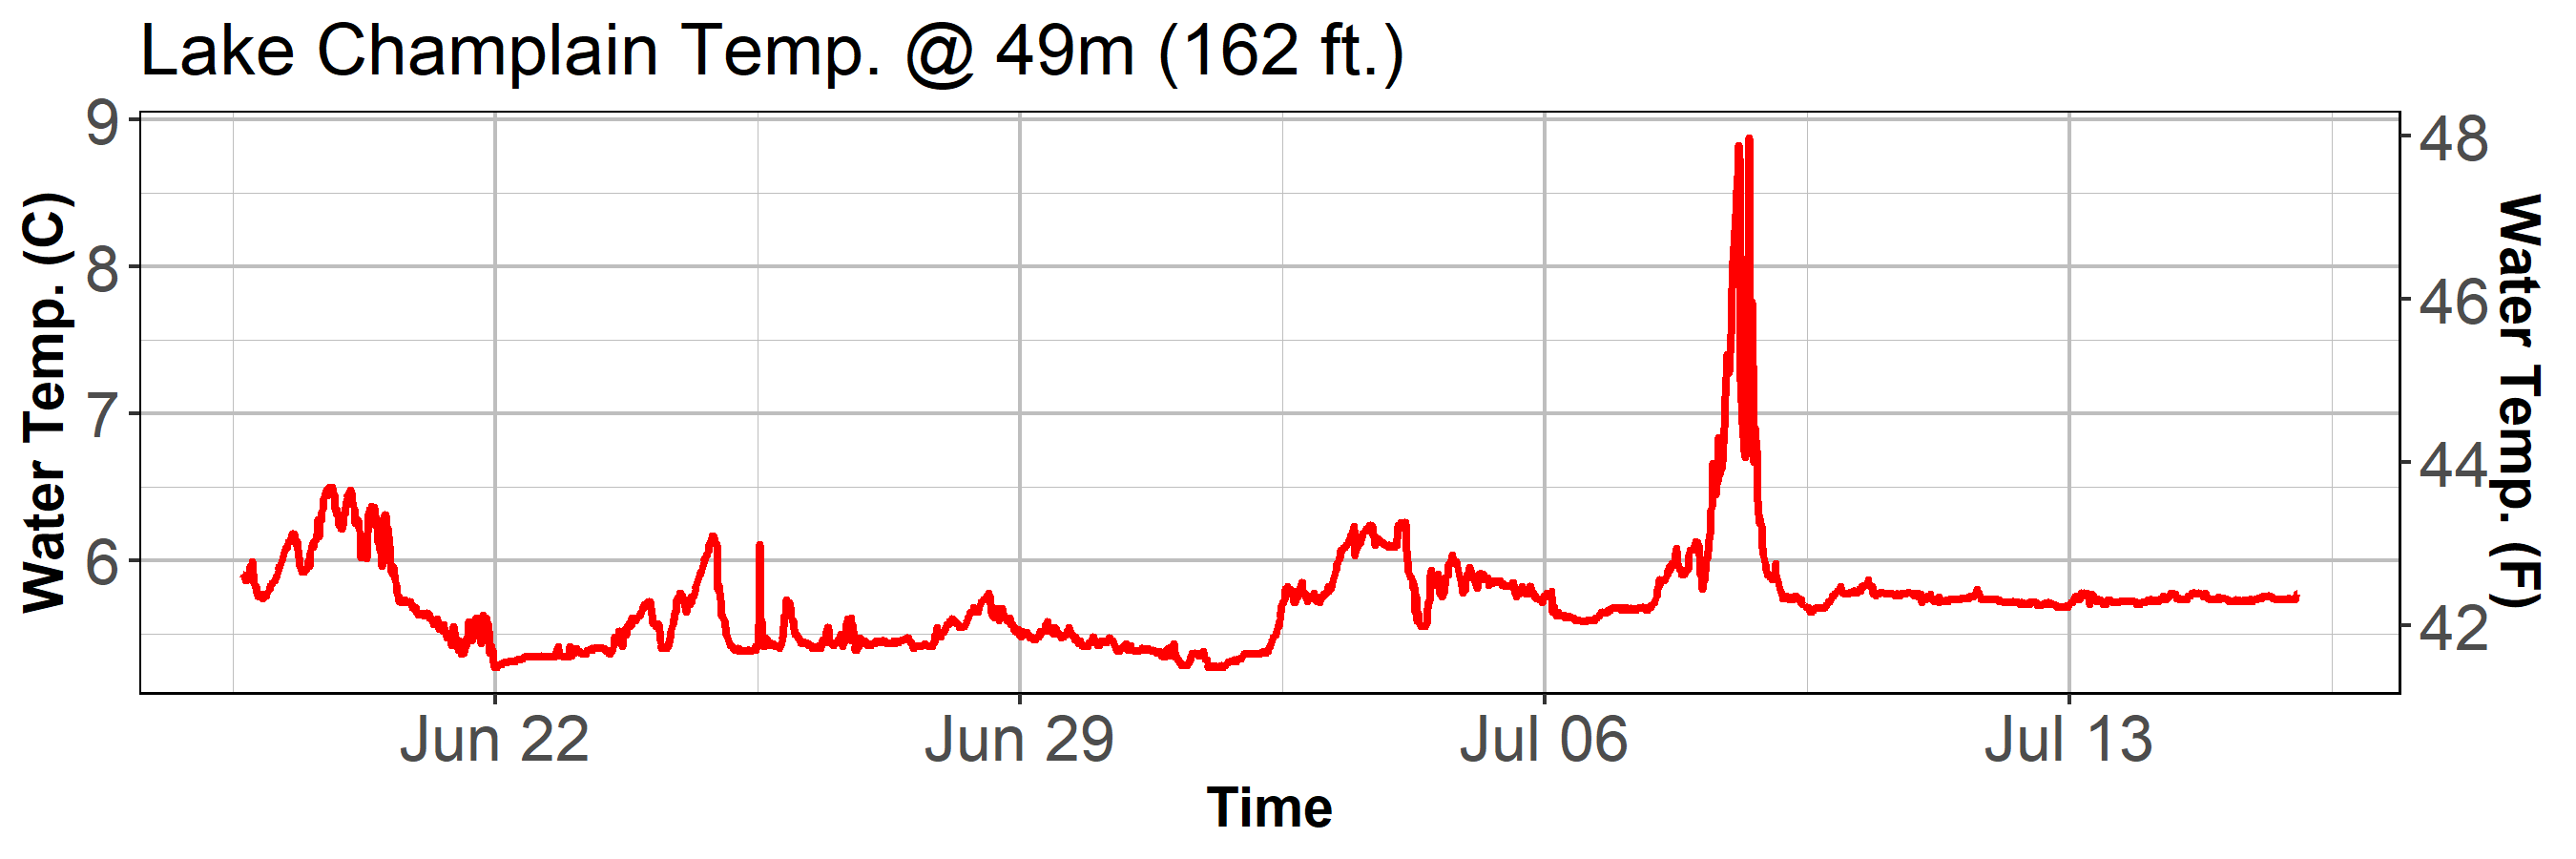 Lake Champlain Temp. @ 49m (162 ft.)
9
8
7
6
Water Temp. (C)
48
46
44
42
Water Temp. (F)
Jun 22
Jun 29
Jul 06
Jul 13
Time